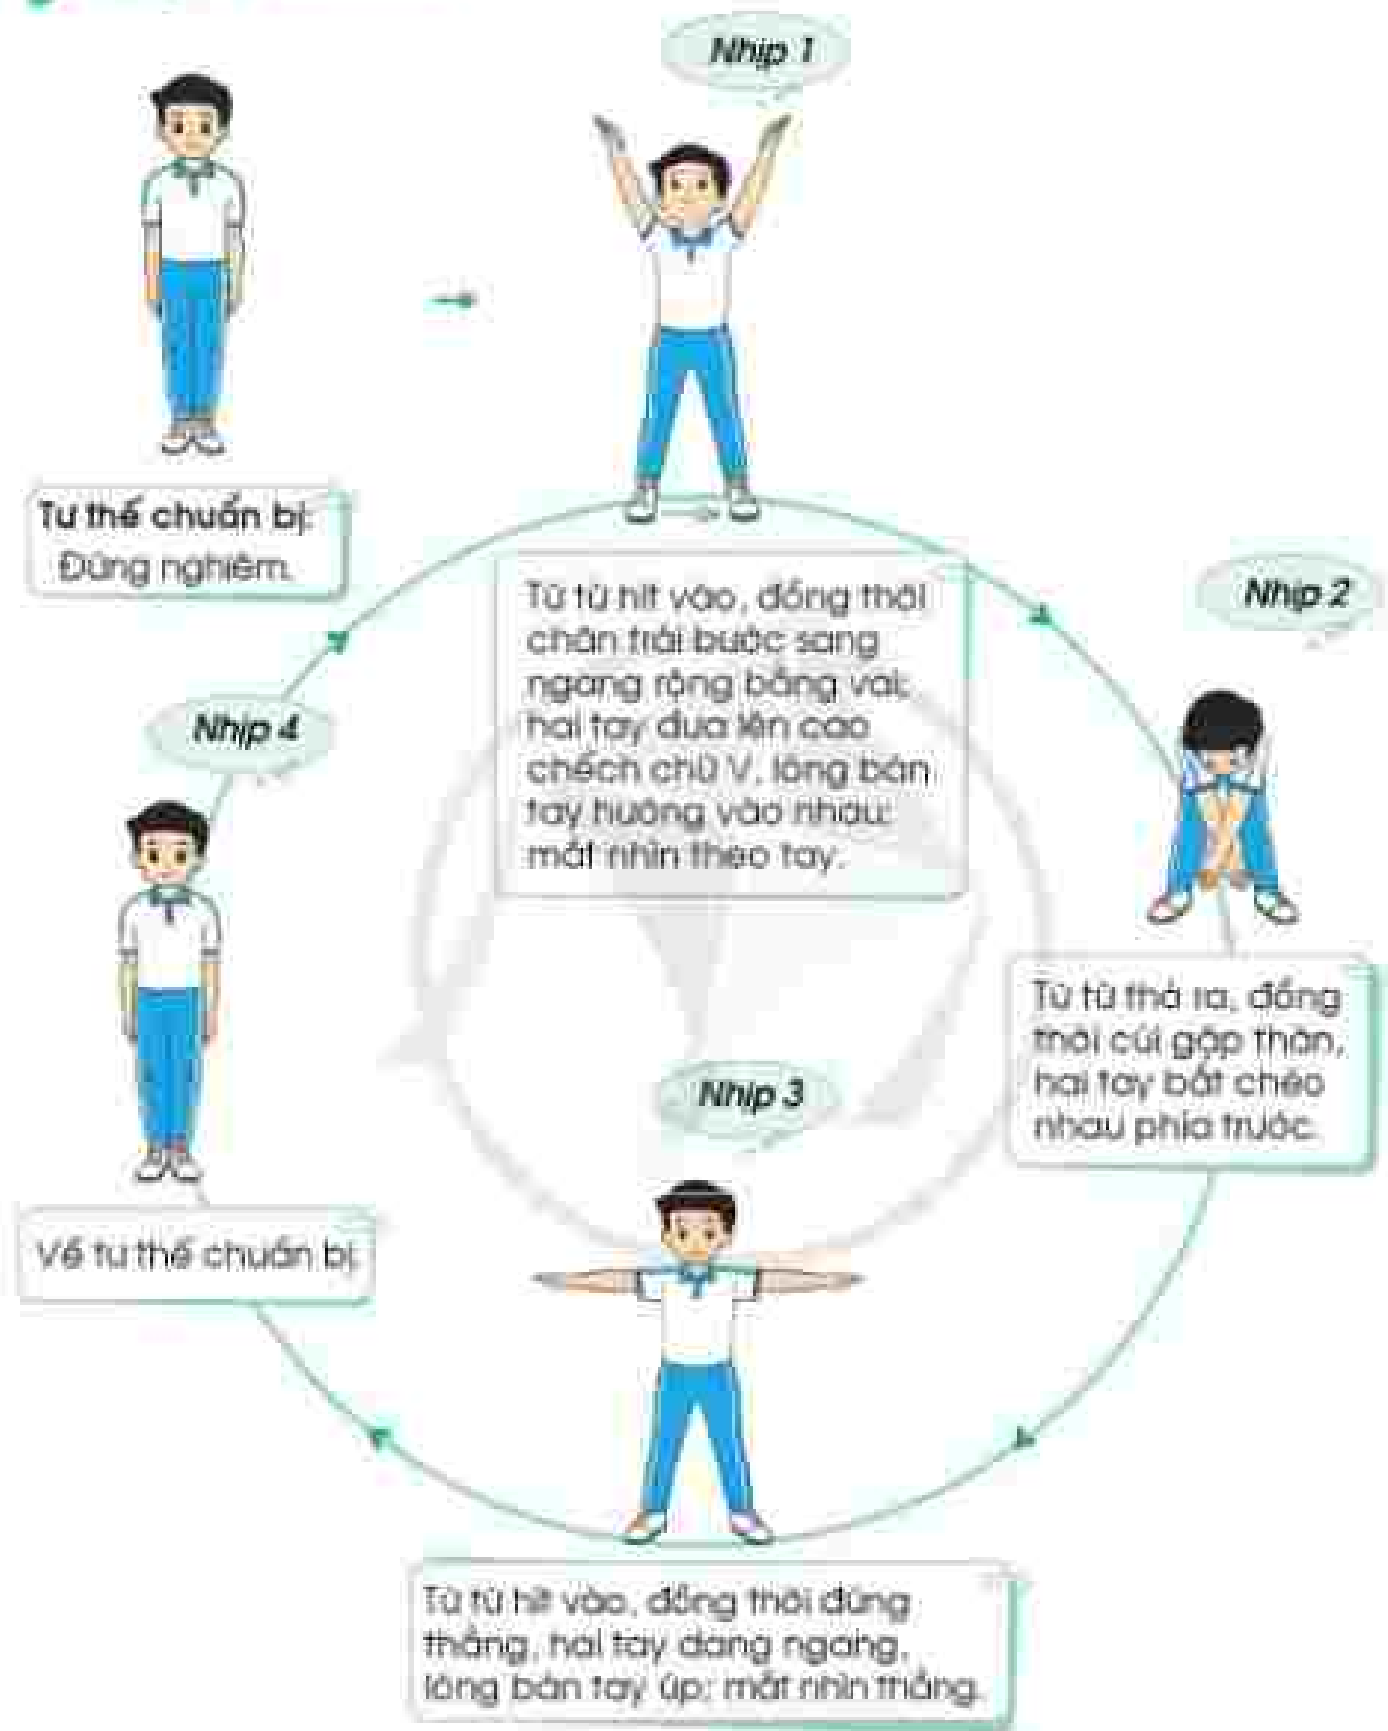 Nhịp 1
Tư thế chuẩn bị:
Đứng nghiêm.
Từ từ hít vào, đồng thời
chân trái bước sang
ngang rộng bằng vai;
hai tay đưa lên cao
chếch chữ V, lòng bàn
tay hướng vào nhau;
mắt nhìn theo tay.
Nhịp 2
Từ từ thở ra, đồng
thời cúi gập thân,
hai tay bắt chéo
nhau phía trước.
Nhịp 3
Từ từ hít vào, đồng thời đứng
thẳng, hai tay dang ngang,
lòng bàn tay úp; mắt nhìn thẳng.
Nhịp 4
Về tư thế chuẩn bị.